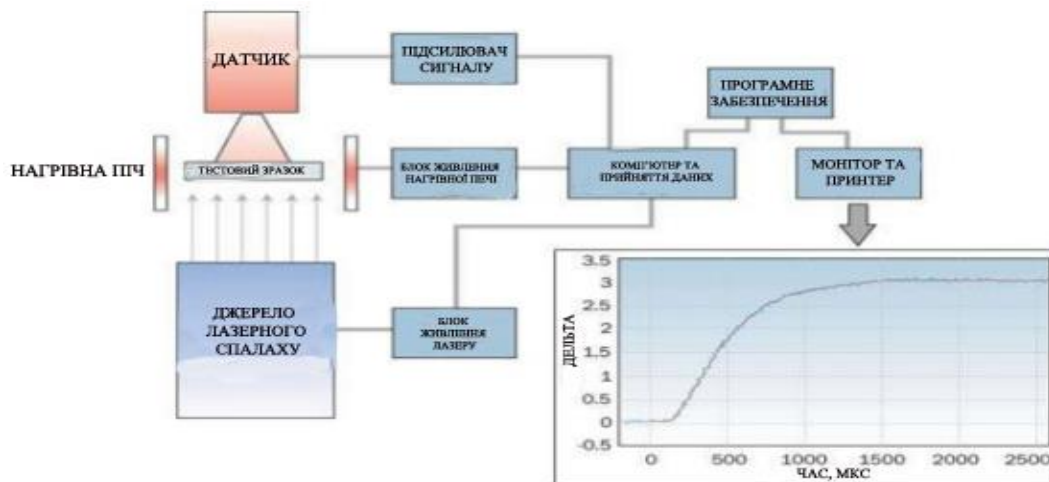 ДАТЧИК
ПІДСИЛЮВАЧ
СИГНАЛУ
ПРОГРАМНЕ
ЗАБЕЗПЕЧЕННЯ
НАГРІВНА ПІЧ
ТЕСТОВИЙ ЗРАЗОК
БЛОК ЖИВЛЕННЯ
НАГРІВНОЇ ПЕЧІ
КОМП'ЮТЕР ТА
ПРИЙНЯТТЯ ДАНИХ
МОНІТОР ТА
ПРИНТЕР
ДЖЕРЕЛО
ЛАЗЕРНОГО
СПАЛАХУ
БЛОК
ЖИВЛЕННЯ
ЛАЗЕРУ
ДЕЛЬТА
3.5
3
2.5
2
1.5
1
0.5
0
-0.5
0 500 1000 1500 2000 2500
ЧАС, МКС